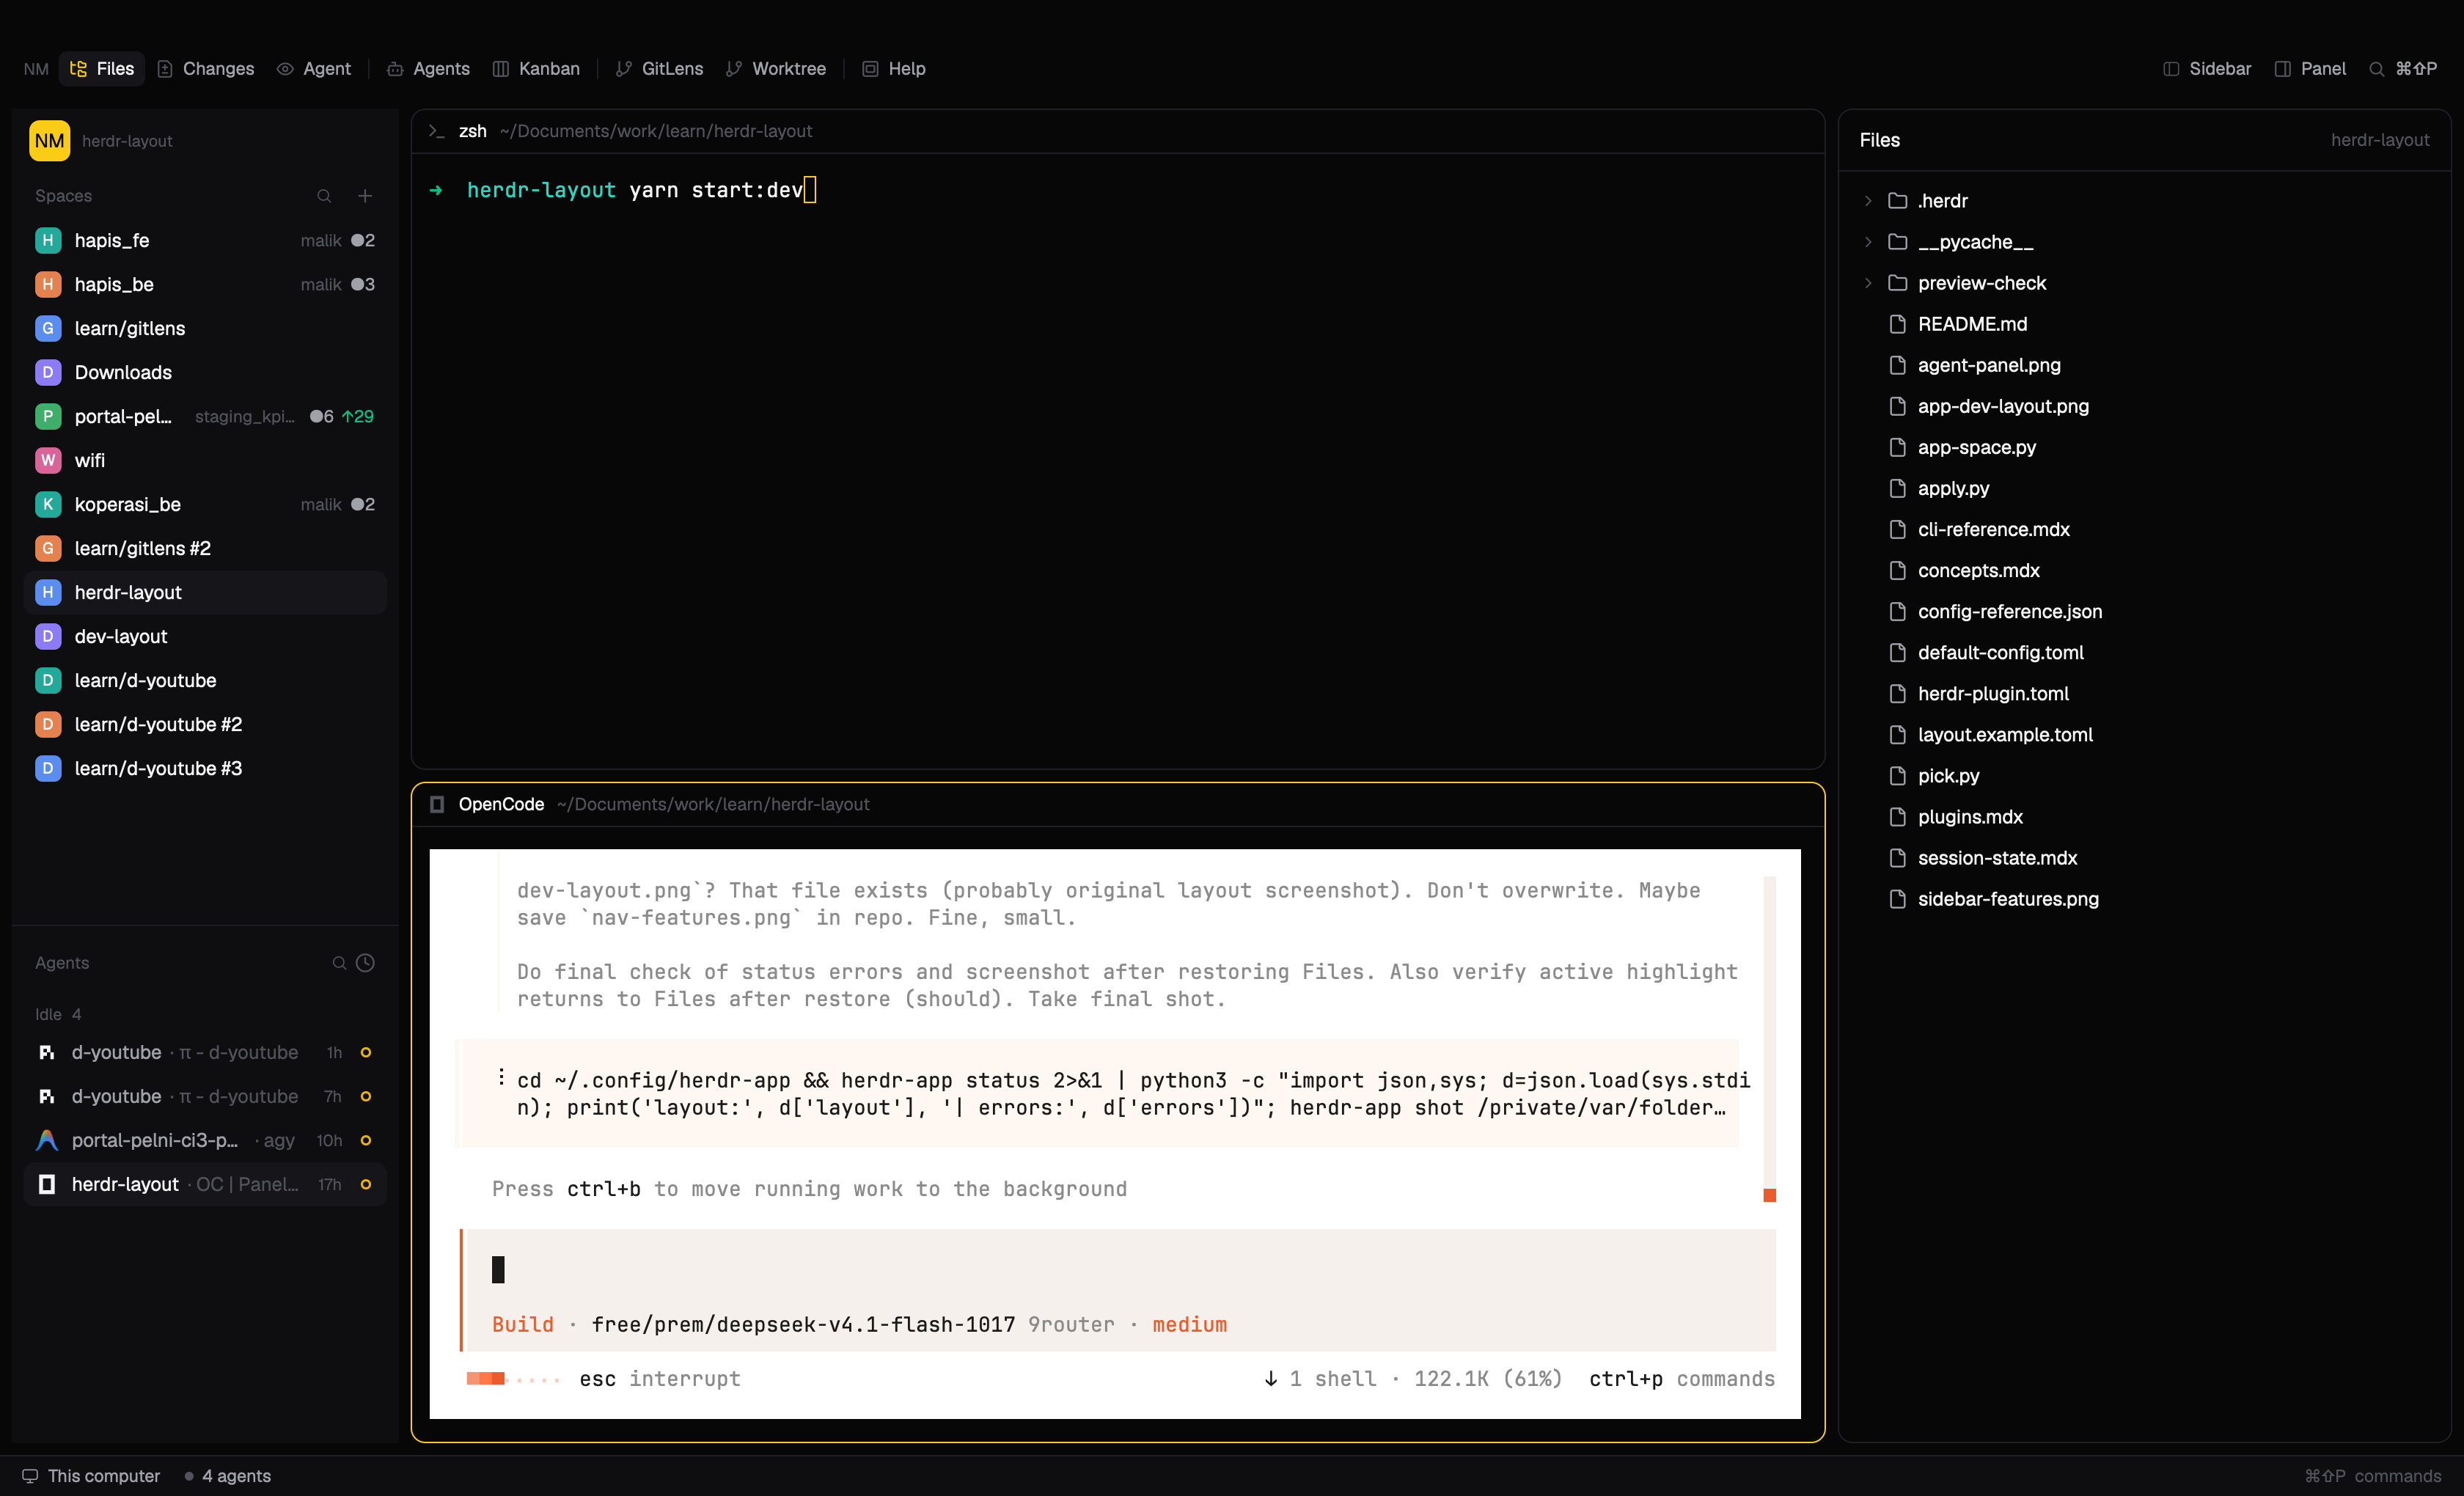 NM Files Changes Agent Agents Kanban GitLens Worktree Help Sidebar Panel ⌘⇧P
NM herdr-layout
Spaces
H hapis_fe malik ●2
H hapis_be malik ●3
G learn/gitlens
D Downloads
P portal-pel... staging_kpi... ●6 ↑29
W wifi
K koperasi_be malik ●2
G learn/gitlens #2
H herdr-layout
D dev-layout
D learn/d-youtube
D learn/d-youtube #2
D learn/d-youtube #3
Agents
Idle 4
d-youtube · π - d-youtube 1h
d-youtube · π - d-youtube 7h
portal-pelni-ci3-p... · agy 10h
herdr-layout · OC | Panel... 17h
zsh ~/Documents/work/learn/herdr-layout
➜ herdr-layout yarn start:dev
OpenCode ~/Documents/work/learn/herdr-layout
dev-layout.png`? That file exists (probably original layout screenshot). Don't overwrite. Maybe
save `nav-features.png` in repo. Fine, small.
Do final check of status errors and screenshot after restoring Files. Also verify active highlight
returns to Files after restore (should). Take final shot.
cd ~/.config/herdr-app && herdr-app status 2>&1 | python3 -c "import json,sys; d=json.load(sys.stdi
n); print('layout:', d['layout'], '| errors:', d['errors'])"; herdr-app shot /private/var/folder…
Press ctrl+b to move running work to the background
Build · free/prem/deepseek-v4.1-flash-1017 9router · medium
esc interrupt ↓ 1 shell · 122.1K (61%) ctrl+p commands
Files herdr-layout
.herdr
__pycache__
preview-check
README.md
agent-panel.png
app-dev-layout.png
app-space.py
apply.py
cli-reference.mdx
concepts.mdx
config-reference.json
default-config.toml
herdr-plugin.toml
layout.example.toml
pick.py
plugins.mdx
session-state.mdx
sidebar-features.png
This computer ● 4 agents ⌘⇧P commands